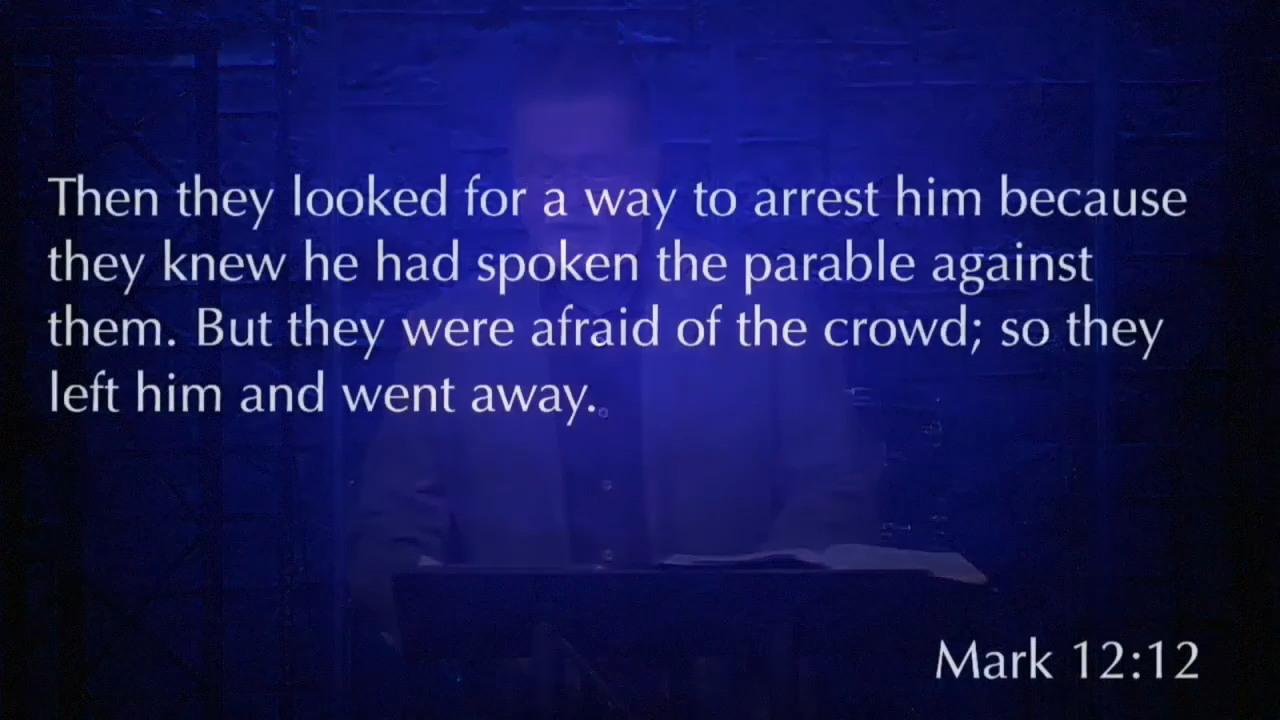 Then they looked for a way to arrest him because
they knew he had spoken the parable against
them. But they were afraid of the crowd; so they
left him and went away.
Mark 12:12